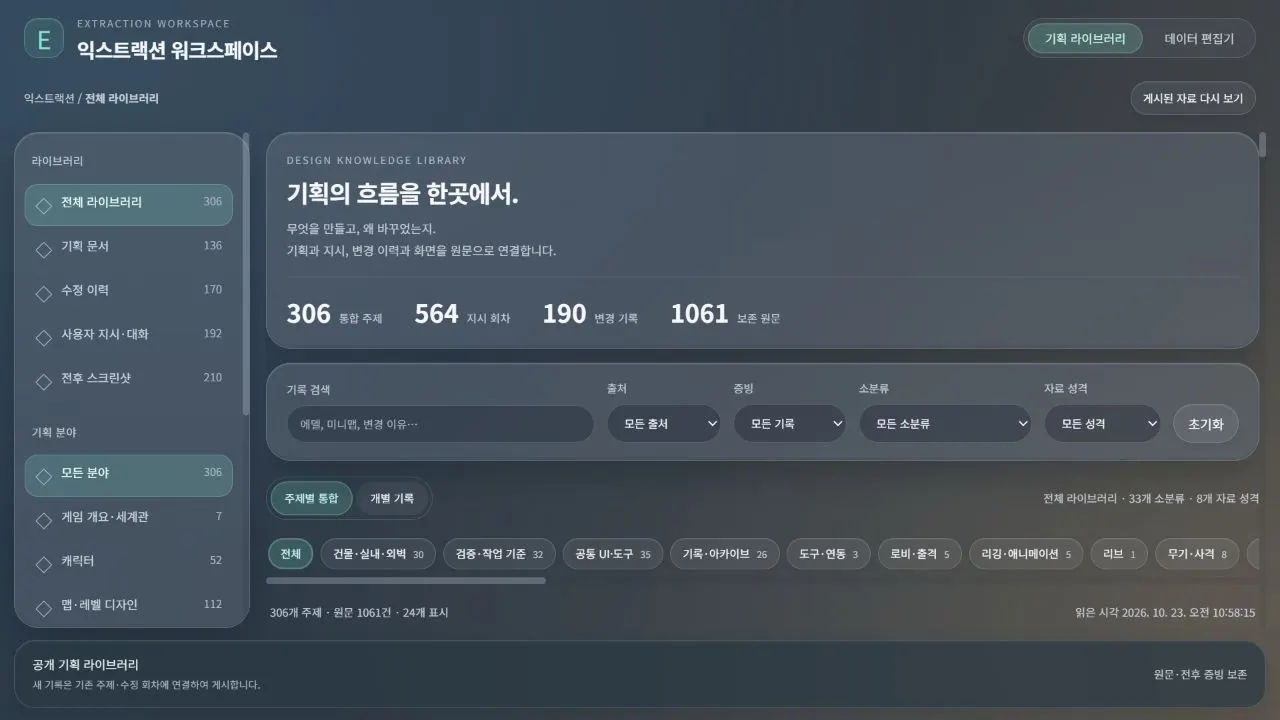 E
EXTRACTION WORKSPACE
익스트랙션 워크스페이스
기획 라이브러리
데이터 편집기
익스트랙션 / 전체 라이브러리
게시된 자료 다시 보기
라이브러리
전체 라이브러리 306
기획 문서 136
수정 이력 170
사용자 지시·대화 192
전후 스크린샷 210
기획 분야
모든 분야 306
게임 개요·세계관 7
캐릭터 52
맵·레벨 디자인 112
DESIGN KNOWLEDGE LIBRARY
기획의 흐름을 한곳에서.
무엇을 만들고, 왜 바꾸었는지.
기획과 지시, 변경 이력과 화면을 원문으로 연결합니다.
306 통합 주제 564 지시 회차 190 변경 기록 1061 보존 원문
기록 검색 출처 증빙 소분류 자료 성격
에델, 미니맵, 변경 이유… 모든 출처 모든 기록 모든 소분류 모든 성격 초기화
주제별 통합 개별 기록 전체 라이브러리 · 33개 소분류 · 8개 자료 성격
전체 건물·실내·외벽 30 검증·작업 기준 32 공통 UI·도구 35 기록·아카이브 26 도구·연동 3 로비·출격 5 리깅·애니메이션 5 리브 1 무기·사격 8
306개 주제 · 원문 1061건 · 24개 표시 읽은 시각 2026. 10. 23. 오전 10:58:15
공개 기획 라이브러리
새 기록은 기존 주제·수정 회차에 연결하여 게시합니다.
원문·전후 증빙 보존